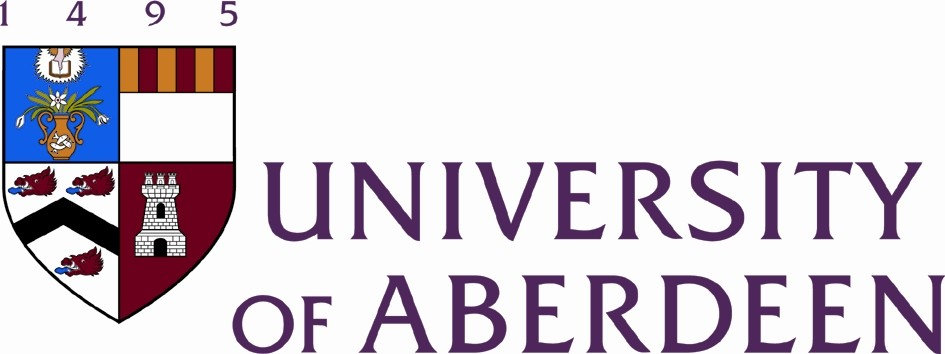 1 4 9 5
UNIVERSITY
OF ABERDEEN